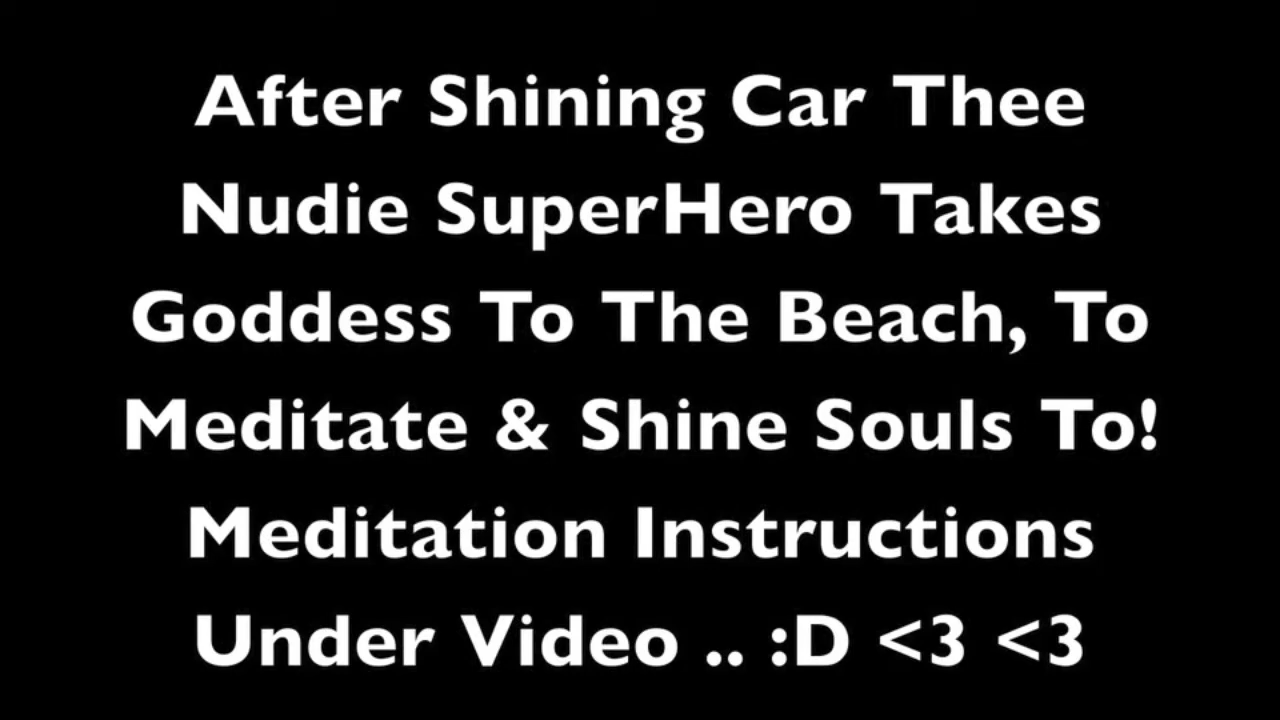 After Shining Car Thee
Nudie SuperHero Takes
Goddess To The Beach, To
Meditate & Shine Souls To!
Meditation Instructions
Under Video .. :D <3 <3